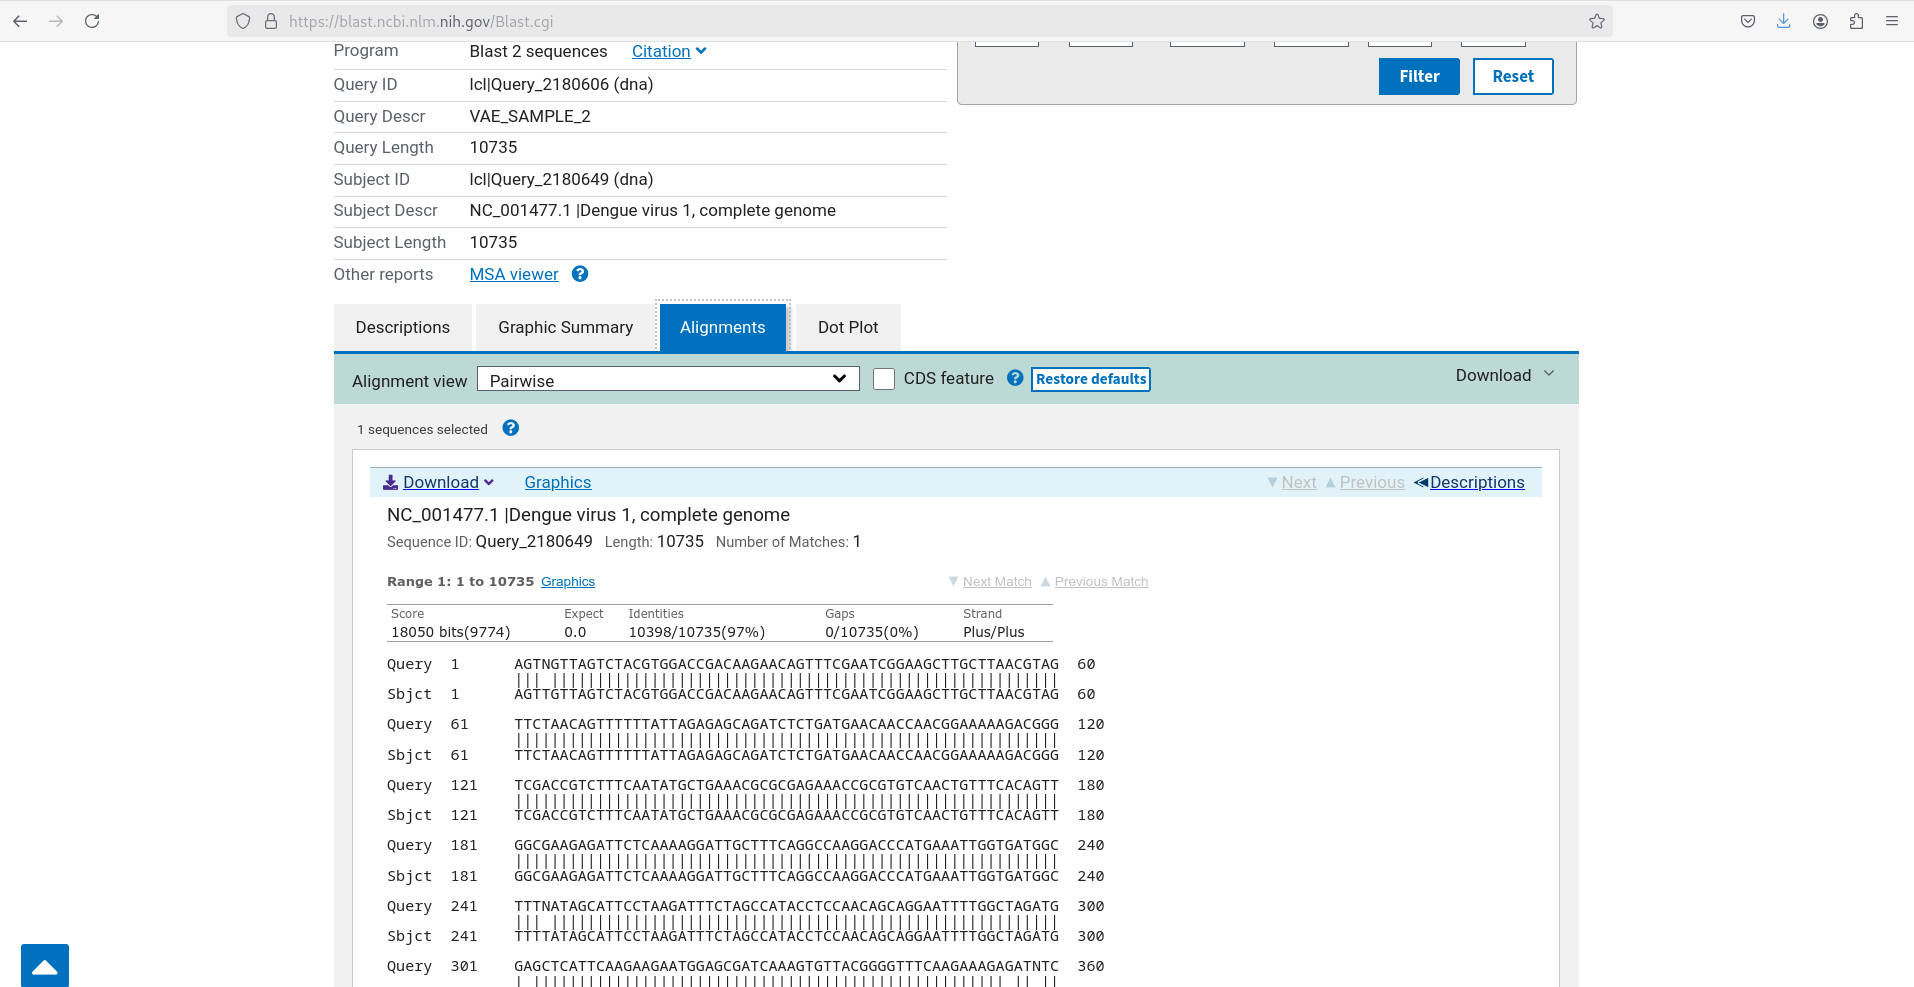 https://blast.ncbi.nlm.nih.gov/Blast.cgi
Program Blast 2 sequences Citation
Query ID lcl|Query_2180606 (dna)
Query Descr VAE_SAMPLE_2
Query Length 10735
Subject ID lcl|Query_2180649 (dna)
Subject Descr NC_001477.1 |Dengue virus 1, complete genome
Subject Length 10735
Other reports MSA viewer ?
Filter Reset
Descriptions Graphic Summary Alignments Dot Plot
Alignment view Pairwise CDS feature ? Restore defaults Download
1 sequences selected ?
Download Graphics Next Previous Descriptions
NC_001477.1 |Dengue virus 1, complete genome
Sequence ID: Query_2180649 Length: 10735 Number of Matches: 1
Range 1: 1 to 10735 Graphics Next Match Previous Match
Score Expect Identities Gaps Strand
18050 bits(9774) 0.0 10398/10735(97%) 0/10735(0%) Plus/Plus
Query 1 AGTNGTTAGTCTACGTGGACCGACAAGAACAGTTTCGAATCGGAAGCTTGCTTAACGTAG 60
Sbjct 1 AGTTGTTAGTCTACGTGGACCGACAAGAACAGTTTCGAATCGGAAGCTTGCTTAACGTAG 60
Query 61 TTCTAACAGTTTTTTATTAGAGAGCAGATCTCTGATGAACAACCAACGGAAAAAGACGGG 120
Sbjct 61 TTCTAACAGTTTTTTATTAGAGAGCAGATCTCTGATGAACAACCAACGGAAAAAGACGGG 120
Query 121 TCGACCGTCTTTCAATATGCTGAAACGCGCGAGAAACCGCGTGTCAACTGTTTCACAGTT 180
Sbjct 121 TCGACCGTCTTTCAATATGCTGAAACGCGCGAGAAACCGCGTGTCAACTGTTTCACAGTT 180
Query 181 GGCGAAGAGATTCTCAAAAGGATTGCTTTCAGGCCAAGGACCCATGAAATTGGTGATGGC 240
Sbjct 181 GGCGAAGAGATTCTCAAAAGGATTGCTTTCAGGCCAAGGACCCATGAAATTGGTGATGGC 240
Query 241 TTTNATAGCATTCCTAAGATTTCTAGCCATACCTCCAACAGCAGGAATTTTGGCTAGATG 300
Sbjct 241 TTTTATAGCATTCCTAAGATTTCTAGCCATACCTCCAACAGCAGGAATTTTGGCTAGATG 300
Query 301 GAGCTCATTCAAGAAGAATGGAGCGATCAAAGTGTTACGGGGTTTCAAGAAAGAGATNTC 360